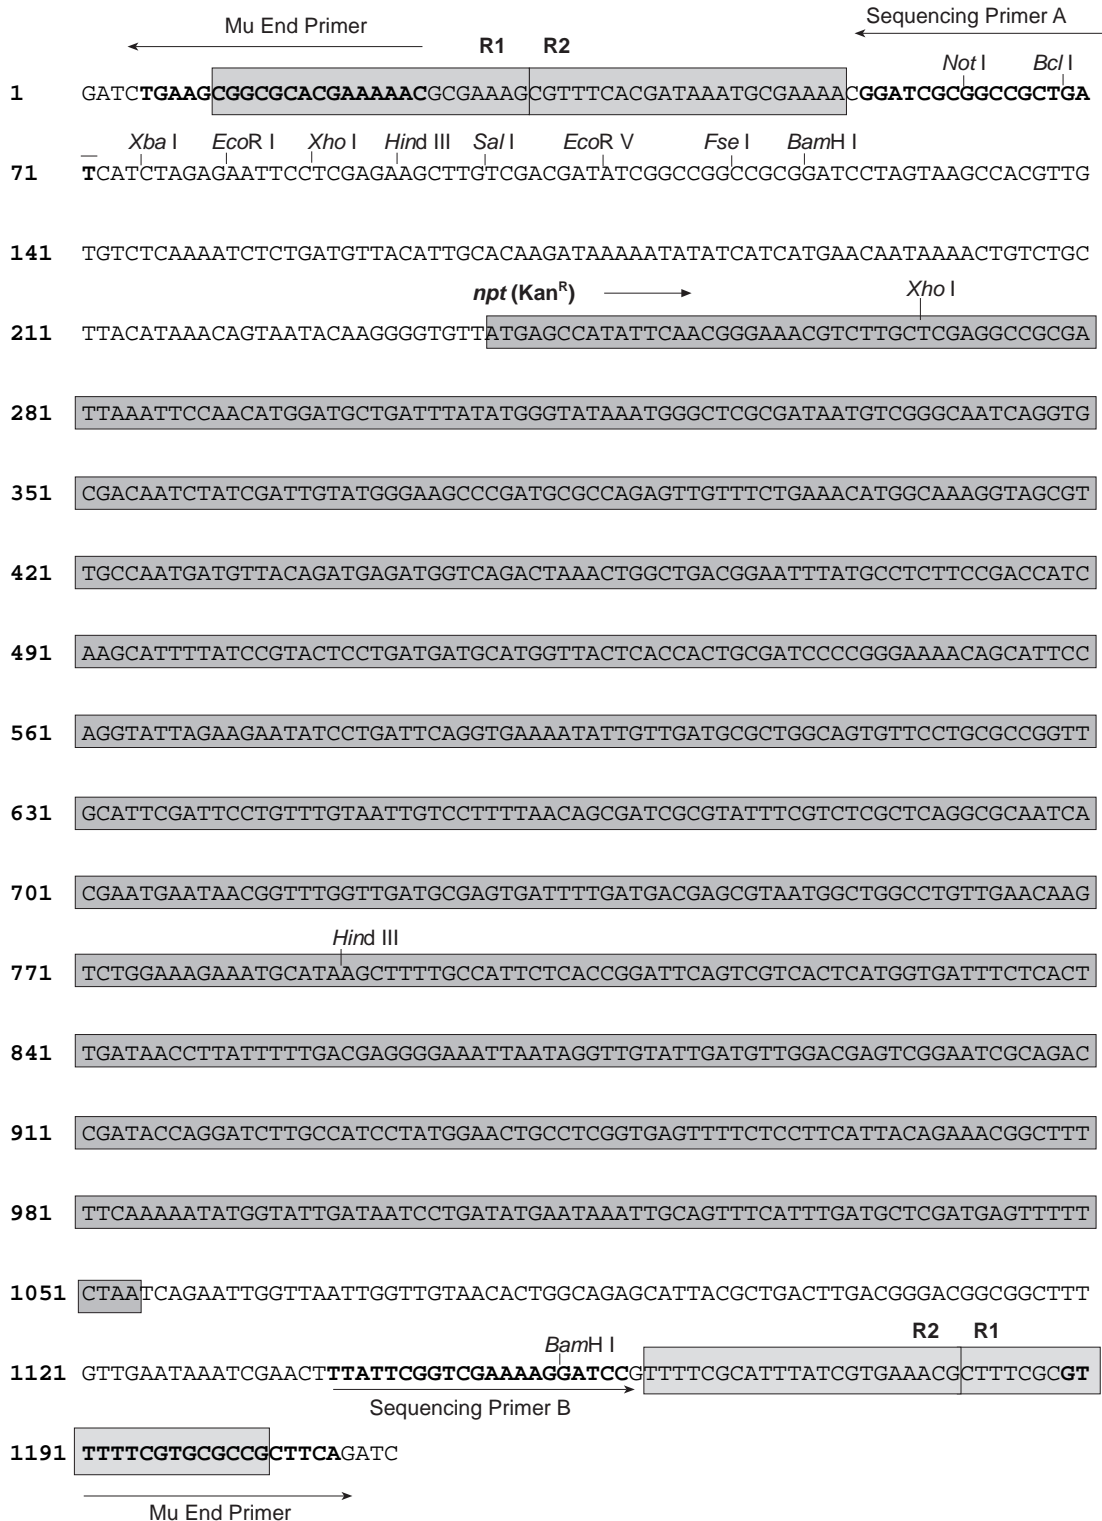 Mu End Primer
Sequencing Primer A
R1 R2
Not I Bcl I
1 GATCTGAAGCGGCGCACGAAAAACGCGAAAGCGTTTCACGATAAATGCGAAAACGGATCGCGGCCGCTGA
Xba I EcoR I Xho I Hind III Sal I EcoR V Fse I BamH I
71 TCATCTAGAGAATTCCTCGAGAAGCTTGTCGACGATATCGGCCGGCCGCGGATCCTAGTAAGCCACGTTG
141 TGTCTCAAAATCTCTGATGTTACATTGCACAAGATAAAAATATATCATCATGAACAATAAAACTGTCTGC
npt (KanR)
Xho I
211 TTACATAAACAGTAATACAAGGGGTGTTATGAGCCATATTCAACGGGAAACGTCTTGCTCGAGGCCGCGA
281 TTAAATTCCAACATGGATGCTGATTTATATGGGTATAAATGGGCTCGCGATAATGTCGGGCAATCAGGTG
351 CGACAATCTATCGATTGTATGGGAAGCCCGATGCGCCAGAGTTGTTTCTGAAACATGGCAAAGGTAGCGT
421 TGCCAATGATGTTACAGATGAGATGGTCAGACTAAACTGGCTGACGGAATTTATGCCTCTTCCGACCATC
491 AAGCATTTTATCCGTACTCCTGATGATGCATGGTTACTCACCACTGCGATCCCCGGGAAAACAGCATTCC
561 AGGTATTAGAAGAATATCCTGATTCAGGTGAAAATATTGTTGATGCGCTGGCAGTGTTCCTGCGCCGGTT
631 GCATTCGATTCCTGTTTGTAATTGTCCTTTTAACAGCGATCGCGTATTTCGTCTCGCTCAGGCGCAATCA
701 CGAATGAATAACGGTTTGGTTGATGCGAGTGATTTTGATGACGAGCGTAATGGCTGGCCTGTTGAACAAG
Hind III
771 TCTGGAAAGAAATGCATAAGCTTTTGCCATTCTCACCGGATTCAGTCGTCACTCATGGTGATTTCTCACT
841 TGATAACCTTATTTTTGACGAGGGGAAATTAATAGGTTGTATTGATGTTGGACGAGTCGGAATCGCAGAC
911 CGATACCAGGATCTTGCCATCCTATGGAACTGCCTCGGTGAGTTTTCTCCTTCATTACAGAAACGGCTTT
981 TTCAAAAATATGGTATTGATAATCCTGATATGAATAAATTGCAGTTTCATTTGATGCTCGATGAGTTTTT
1051 CTAATCAGAATTGGTTAATTGGTTGTAACACTGGCAGAGCATTACGCTGACTTGACGGGACGGCGGCTTT
BamH I
R2 R1
1121 GTTGAATAAATCGAACTTTATTCGGTCGAAAAGGATCCGTTTTCGCATTTATCGTGAAACGCTTTCGCGT
Sequencing Primer B
1191 TTTTCGTGCGCCGCTTCAGATC
Mu End Primer